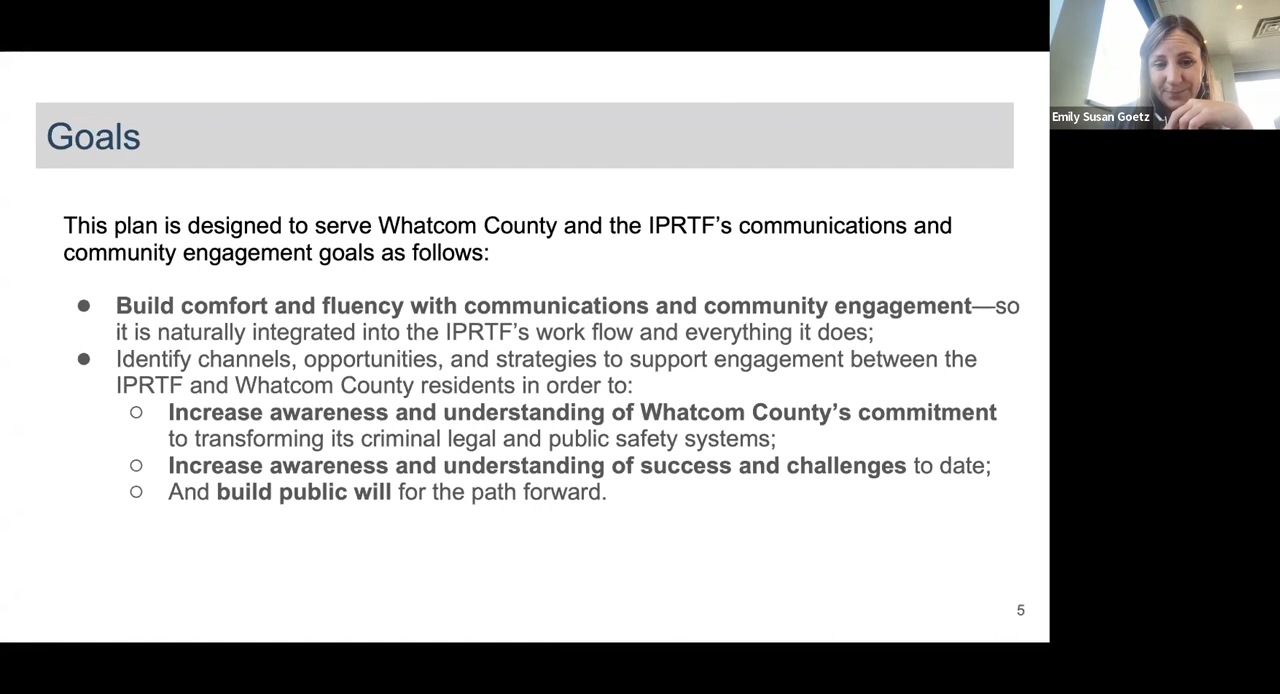 Goals
This plan is designed to serve Whatcom County and the IPRTF’s communications and
community engagement goals as follows:
● Build comfort and fluency with communications and community engagement—so
it is naturally integrated into the IPRTF’s work flow and everything it does;
● Identify channels, opportunities, and strategies to support engagement between the
IPRTF and Whatcom County residents in order to:
○ Increase awareness and understanding of Whatcom County’s commitment
to transforming its criminal legal and public safety systems;
○ Increase awareness and understanding of success and challenges to date;
○ And build public will for the path forward.
5
Emily Susan Goetz